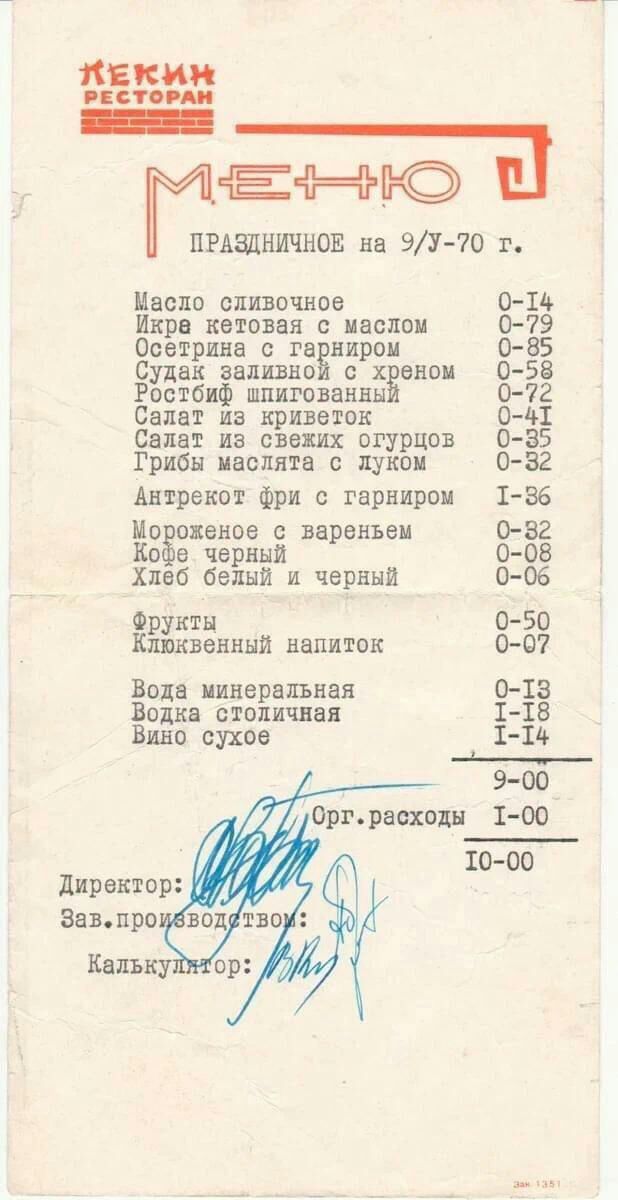 ПЕКИН
РЕСТОРАН
МЕНЮ
ПРАЗДНИЧНОЕ на 9/У-70 г.
Масло сливочное 0-I4
Икра кетовая с маслом 0-79
Осетрина с гарниром 0-85
Судак заливной с хреном 0-58
Ростбиф шпигованный 0-72
Салат из криветок 0-4I
Салат из свежих огурцов 0-35
Грибы маслята с луком 0-32
Антрекот фри с гарниром I-36
Мороженое с вареньем 0-32
Кофе черный 0-08
Хлеб белый и черный 0-06
Фрукты 0-50
Клюквенный напиток 0-07
Вода минеральная 0-I3
Водка столичная I-I8
Вино сухое I-I4
9-00
Орг.расходы I-00
I0-00
Директор:
Зав.производством:
Калькулятор:
Зак 1351